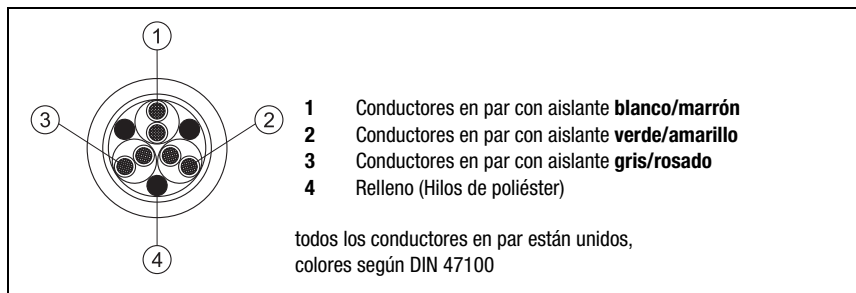 1
3
2
4
1 Conductores en par con aislante blanco/marrón
2 Conductores en par con aislante verde/amarillo
3 Conductores en par con aislante gris/rosado
4 Relleno (Hilos de poliéster)
todos los conductores en par están unidos,
colores según DIN 47100